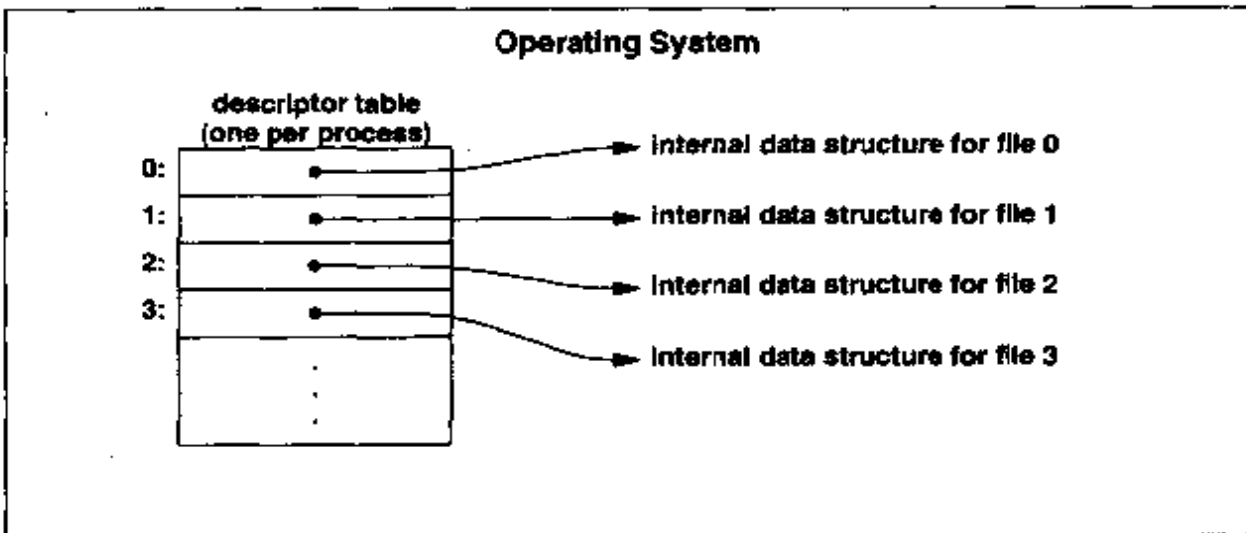 Operating System
descriptor table
(one per process)
0:
internal data structure for file 0
1:
internal data structure for file 1
2:
internal data structure for file 2
3:
internal data structure for file 3